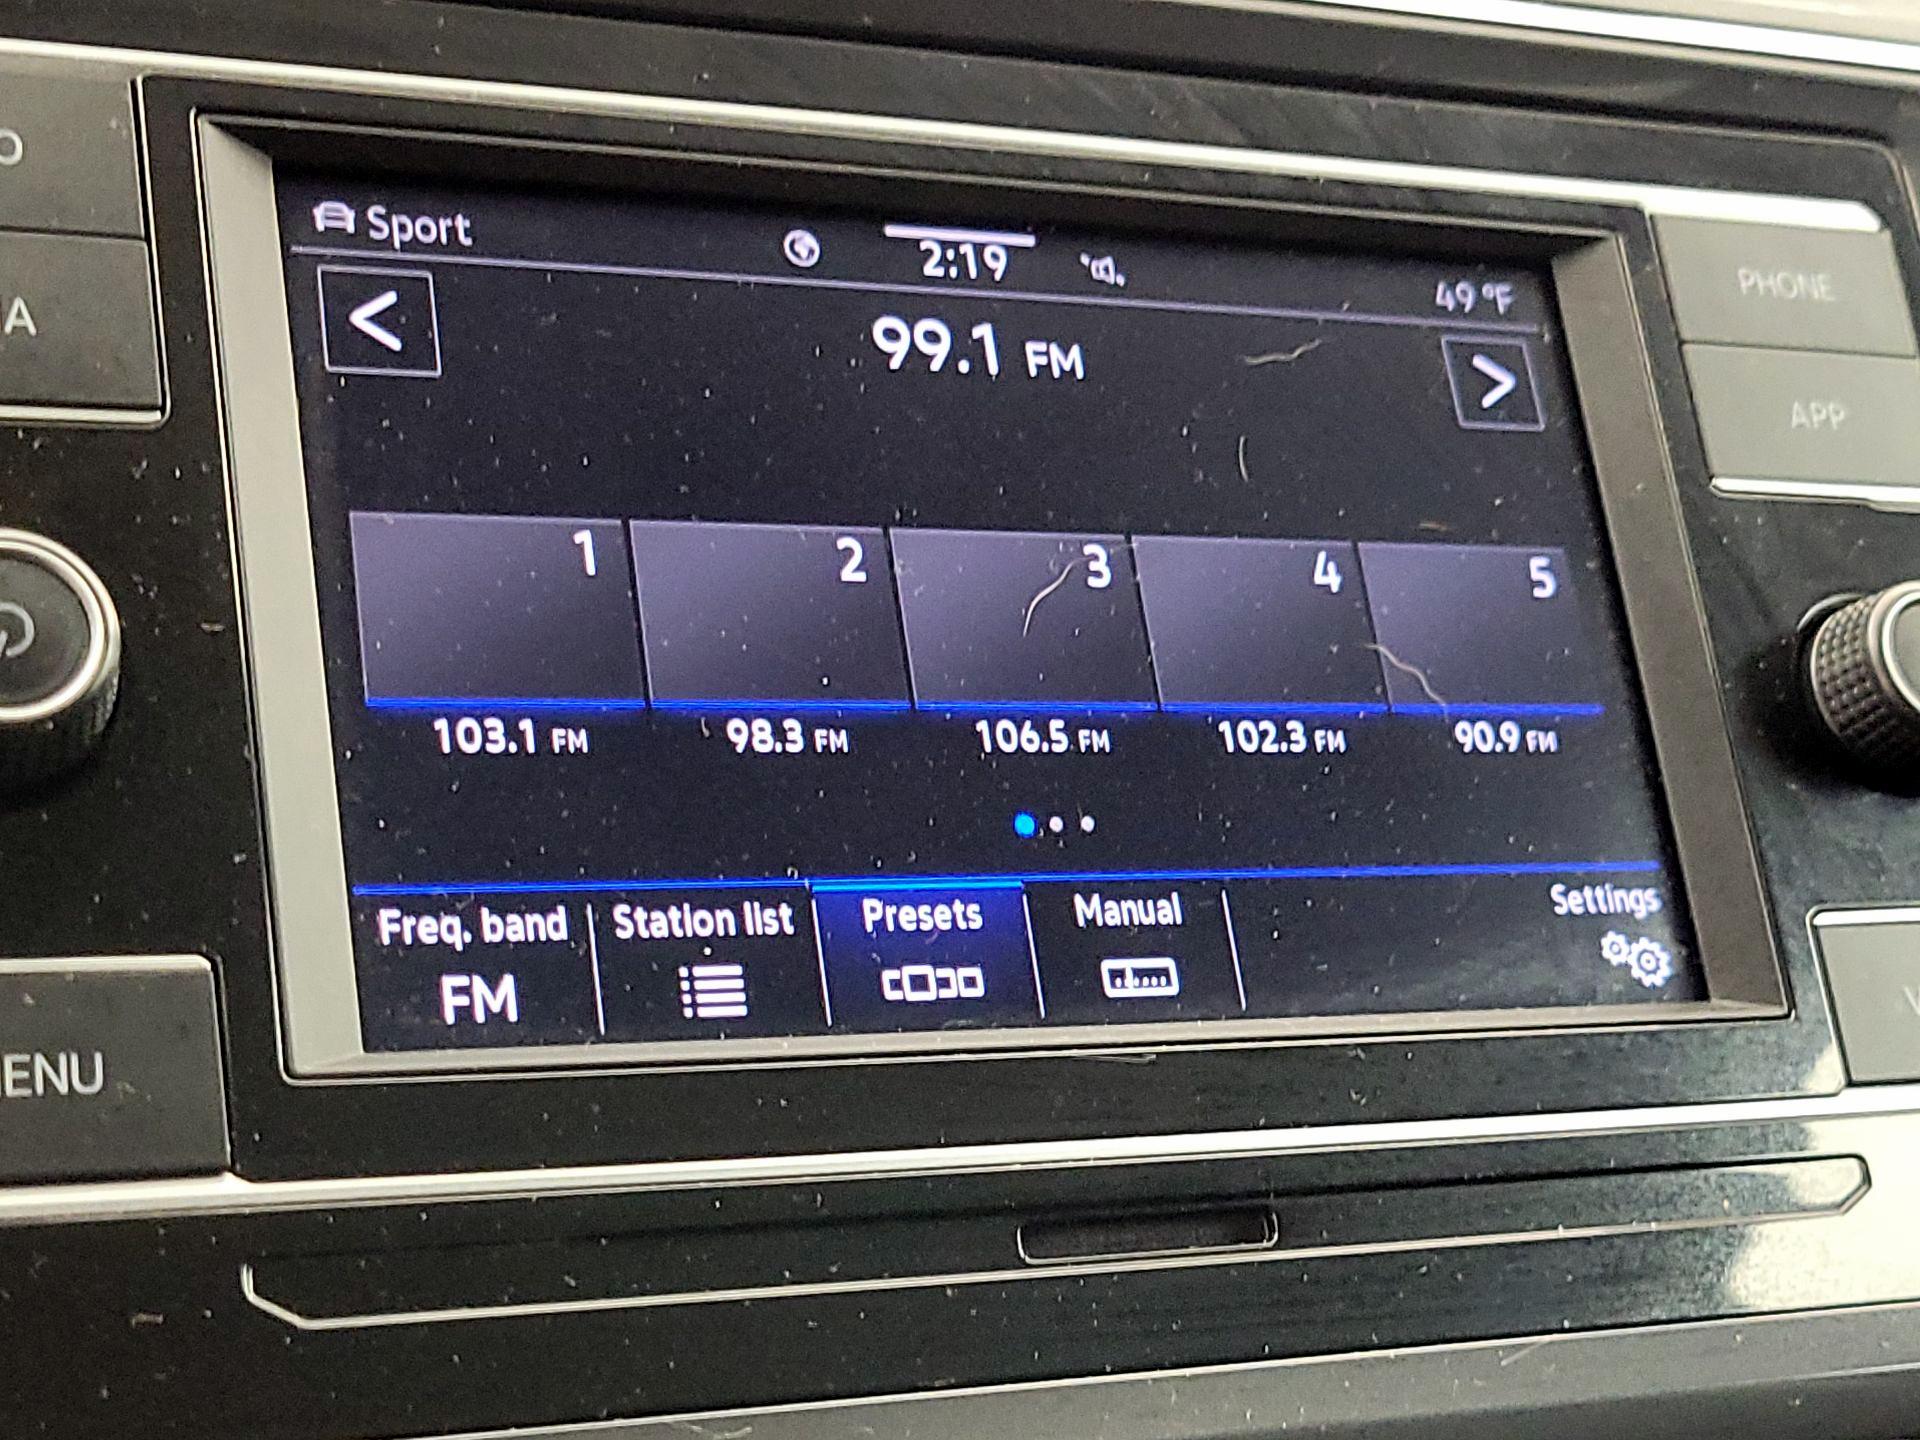 Sport
2:19
49 °F
<
99.1 FM
>
PHONE
APP
1 2 3 4 5
103.1 FM 98.3 FM 106.5 FM 102.3 FM 90.9 FM
Freq. band Station list Presets Manual Settings
FM
ENU